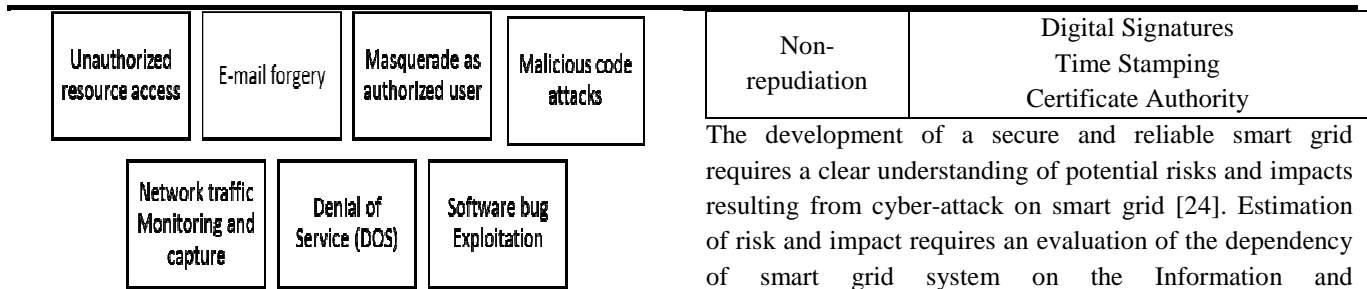 Unauthorized
resource access
E-mail forgery
Masquerade as
authorized user
Malicious code
attacks
Network traffic
Monitoring and
capture
Denial of
Service (DOS)
Software bug
Exploitation
Non-
repudiation
Digital Signatures
Time Stamping
Certificate Authority
The development of a secure and reliable smart grid
requires a clear understanding of potential risks and impacts
resulting from cyber-attack on smart grid [24]. Estimation
of risk and impact requires an evaluation of the dependency
of smart grid system on the Information and